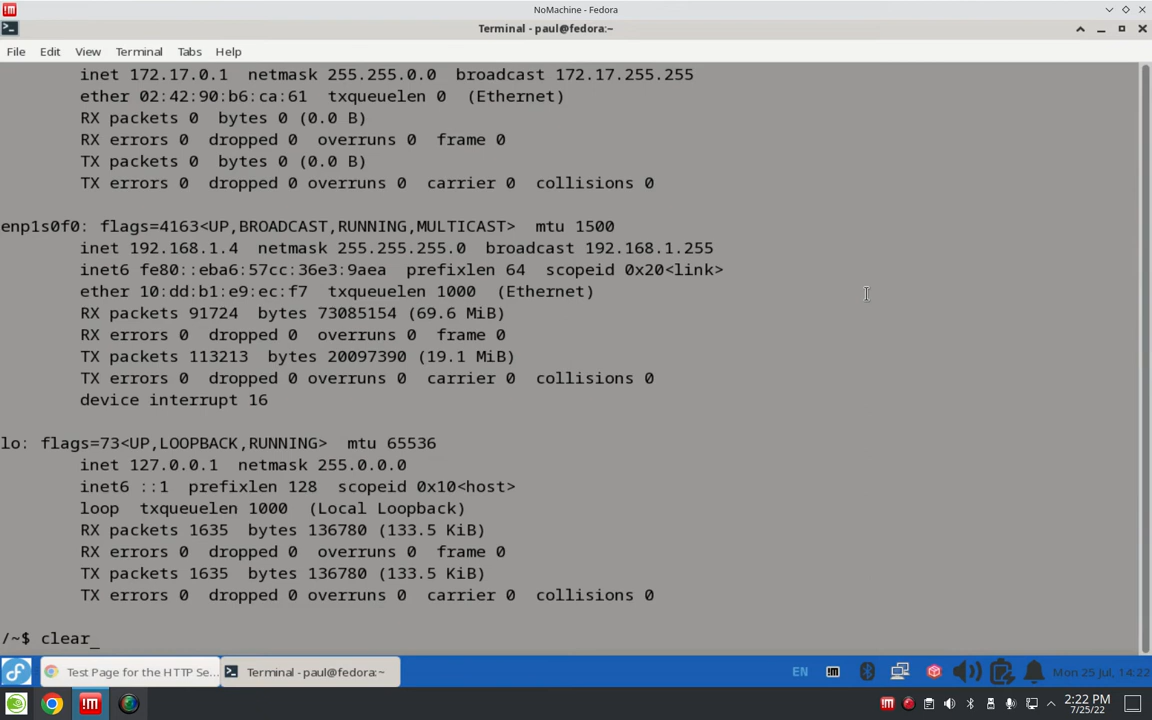 NoMachine - Fedora
Terminal - paul@fedora:~
File Edit View Terminal Tabs Help
inet 172.17.0.1 netmask 255.255.0.0 broadcast 172.17.255.255
ether 02:42:90:b6:ca:61 txqueuelen 0 (Ethernet)
RX packets 0 bytes 0 (0.0 B)
RX errors 0 dropped 0 overruns 0 frame 0
TX packets 0 bytes 0 (0.0 B)
TX errors 0 dropped 0 overruns 0 carrier 0 collisions 0
enp1s0f0: flags=4163<UP,BROADCAST,RUNNING,MULTICAST> mtu 1500
inet 192.168.1.4 netmask 255.255.255.0 broadcast 192.168.1.255
inet6 fe80::eba6:57cc:36e3:9aea prefixlen 64 scopeid 0x20<link>
ether 10:dd:b1:e9:ec:f7 txqueuelen 1000 (Ethernet)
RX packets 91724 bytes 73085154 (69.6 MiB)
RX errors 0 dropped 0 overruns 0 frame 0
TX packets 113213 bytes 20097390 (19.1 MiB)
TX errors 0 dropped 0 overruns 0 carrier 0 collisions 0
device interrupt 16
lo: flags=73<UP,LOOPBACK,RUNNING> mtu 65536
inet 127.0.0.1 netmask 255.0.0.0
inet6 ::1 prefixlen 128 scopeid 0x10<host>
loop txqueuelen 1000 (Local Loopback)
RX packets 1635 bytes 136780 (133.5 KiB)
RX errors 0 dropped 0 overruns 0 frame 0
TX packets 1635 bytes 136780 (133.5 KiB)
TX errors 0 dropped 0 overruns 0 carrier 0 collisions 0
/~$ clear_
Test Page for the HTTP Se... Terminal - paul@fedora:~ EN Mon 25 Jul, 14:22
2:22 PM
7/25/22